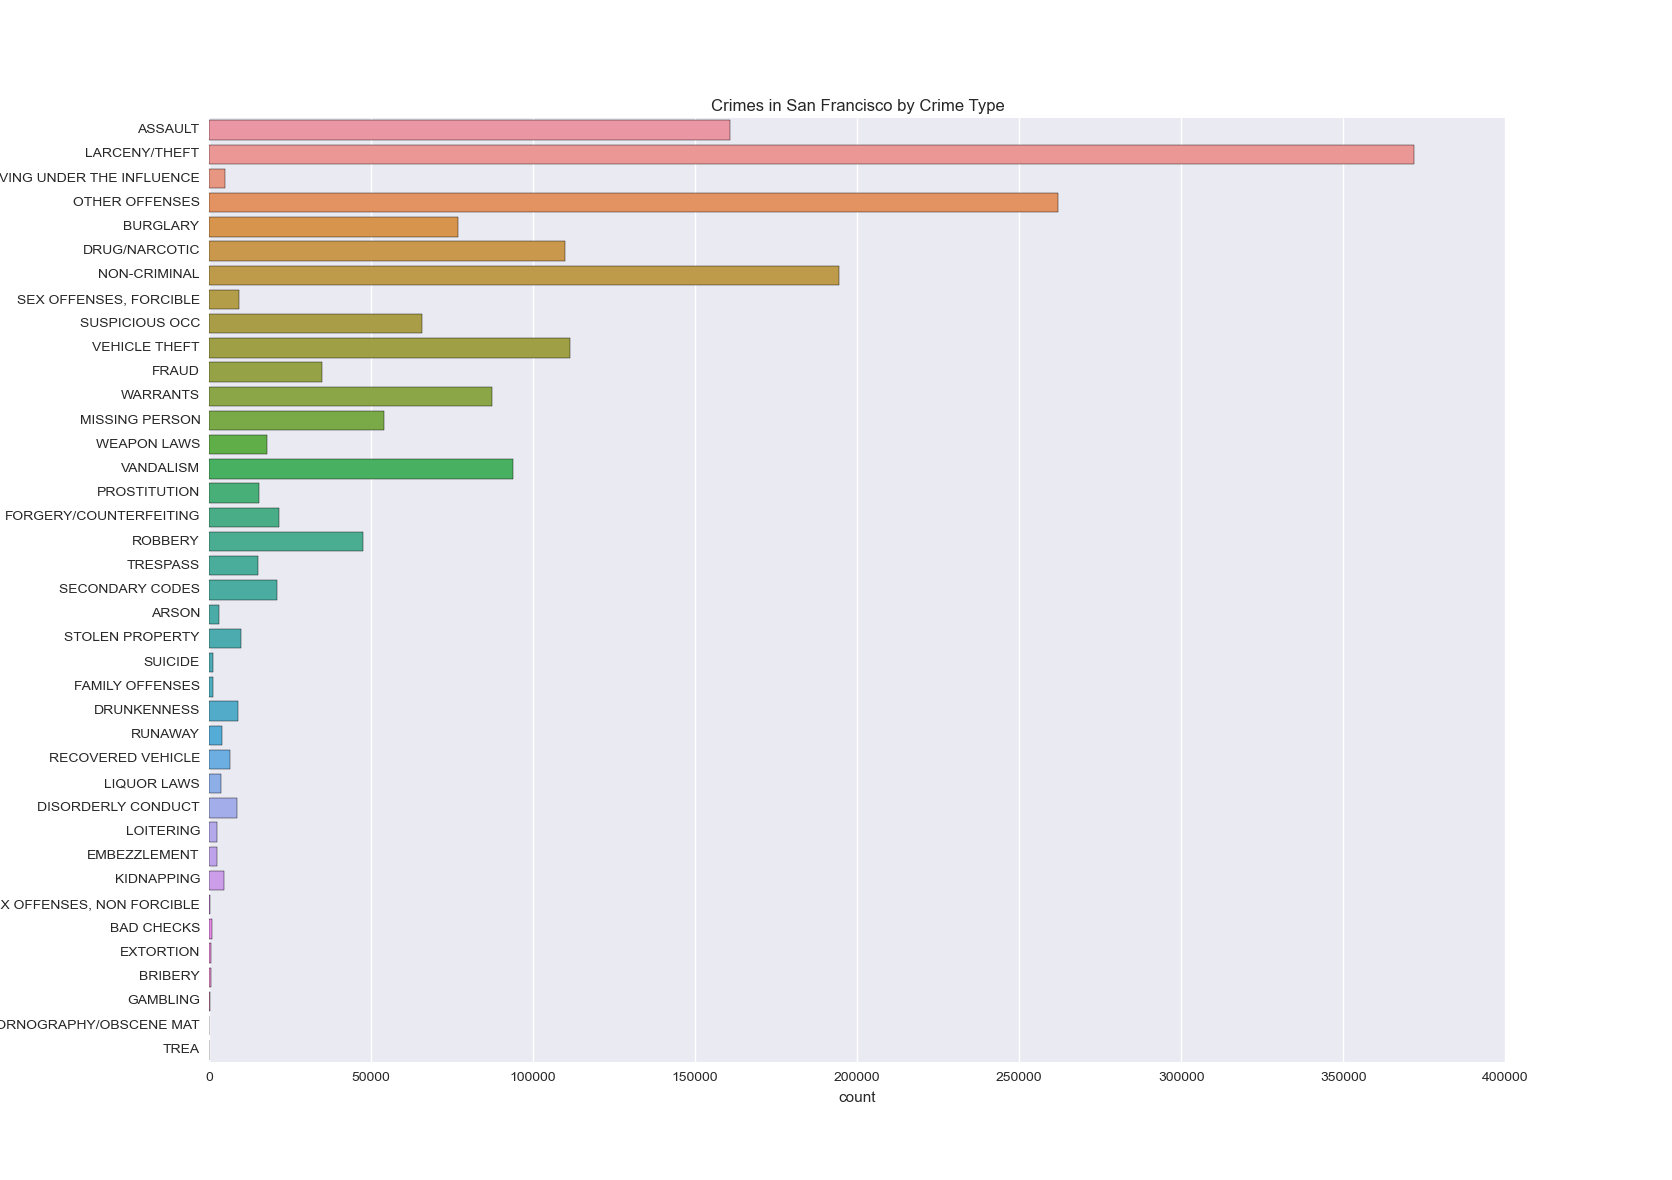 Crimes in San Francisco by Crime Type
ASSAULT
LARCENY/THEFT
VING UNDER THE INFLUENCE
OTHER OFFENSES
BURGLARY
DRUG/NARCOTIC
NON-CRIMINAL
SEX OFFENSES, FORCIBLE
SUSPICIOUS OCC
VEHICLE THEFT
FRAUD
WARRANTS
MISSING PERSON
WEAPON LAWS
VANDALISM
PROSTITUTION
FORGERY/COUNTERFEITING
ROBBERY
TRESPASS
SECONDARY CODES
ARSON
STOLEN PROPERTY
SUICIDE
FAMILY OFFENSES
DRUNKENNESS
RUNAWAY
RECOVERED VEHICLE
LIQUOR LAWS
DISORDERLY CONDUCT
LOITERING
EMBEZZLEMENT
KIDNAPPING
X OFFENSES, NON FORCIBLE
BAD CHECKS
EXTORTION
BRIBERY
GAMBLING
ORNOGRAPHY/OBSCENE MAT
TREA
0 50000 100000 150000 200000 250000 300000 350000 400000
count